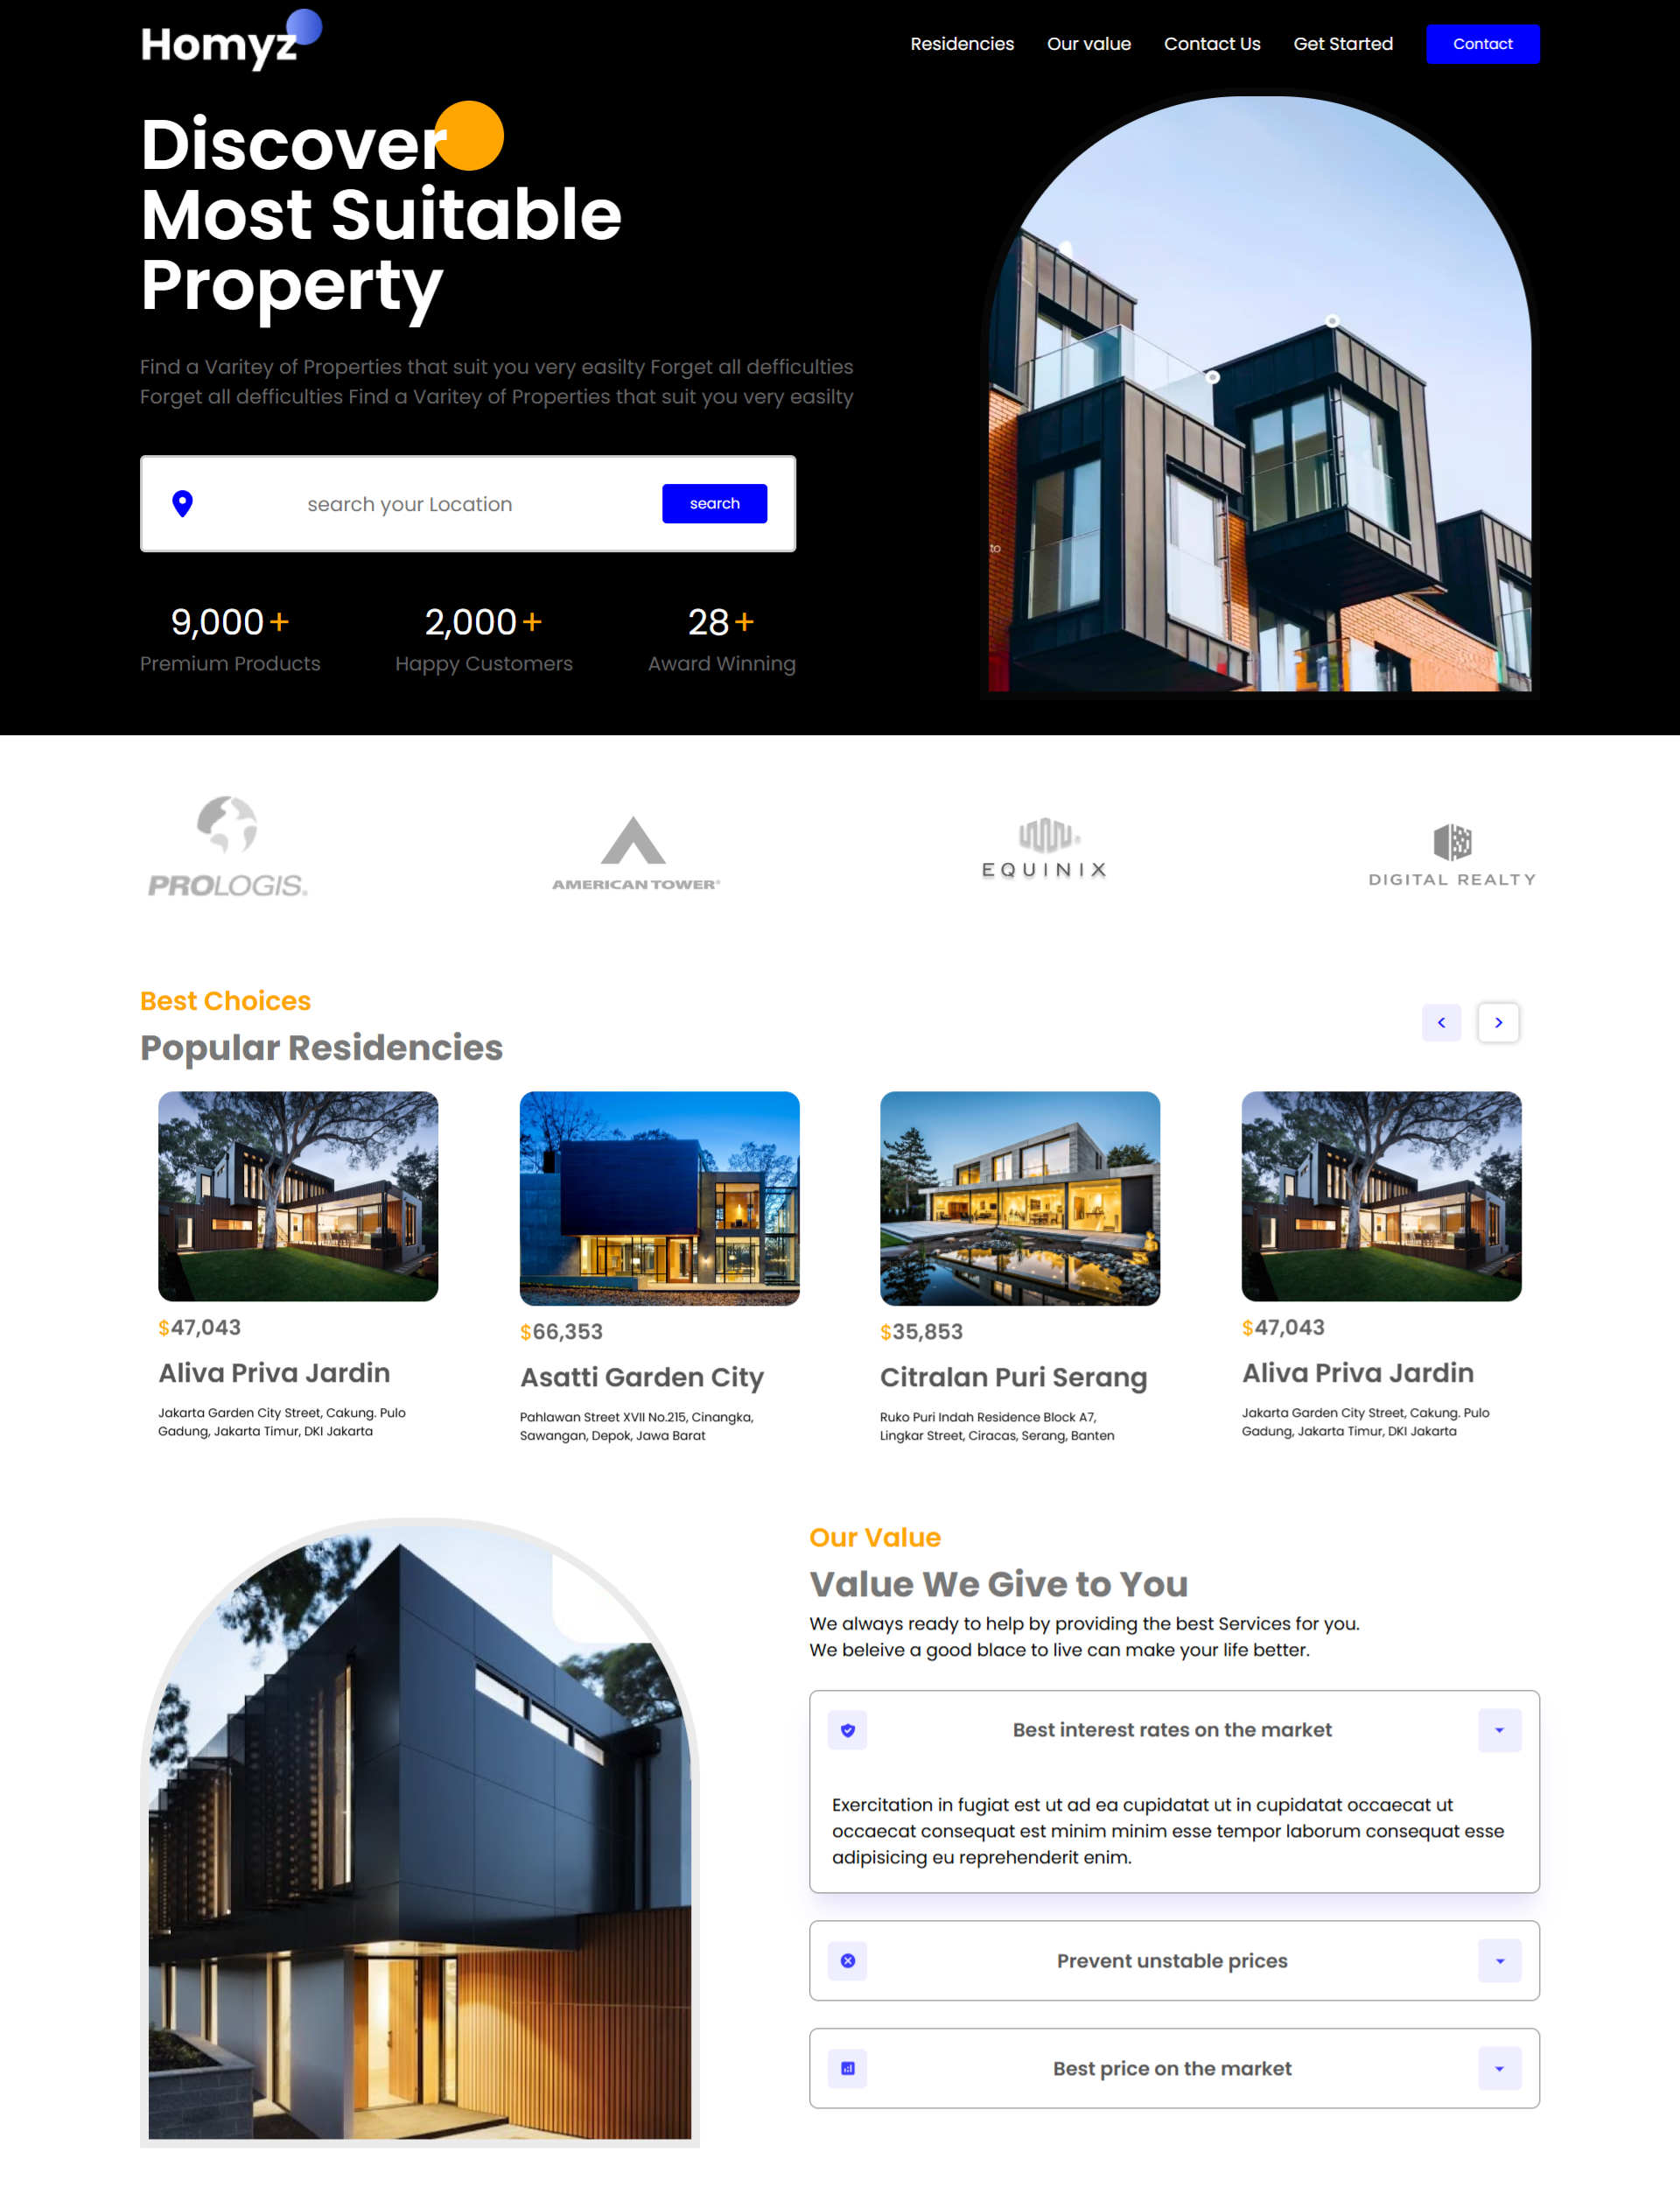 Homyz
Residencies
Our value
Contact Us
Get Started
Contact
Discover
Most Suitable
Property
Find a Varitey of Properties that suit you very easilty Forget all defficulties
Forget all defficulties Find a Varitey of Properties that suit you very easilty
search your Location
search
to
9,000+
2,000+
28+
Premium Products
Happy Customers
Award Winning
PROLOGIS.
AMERICAN TOWER®
EQUINIX
DIGITAL REALTY
Best Choices
Popular Residencies
<
>
$47,043
Aliva Priva Jardin
Jakarta Garden City Street, Cakung. Pulo
Gadung, Jakarta Timur, DKI Jakarta
$66,353
Asatti Garden City
Pahlawan Street XVII No.215, Cinangka,
Sawangan, Depok, Jawa Barat
$35,853
Citralan Puri Serang
Ruko Puri Indah Residence Block A7,
Lingkar Street, Ciracas, Serang, Banten
$47,043
Aliva Priva Jardin
Jakarta Garden City Street, Cakung. Pulo
Gadung, Jakarta Timur, DKI Jakarta
Our Value
Value We Give to You
We always ready to help by providing the best Services for you.
We beleive a good blace to live can make your life better.
Best interest rates on the market
Exercitation in fugiat est ut ad ea cupidatat ut in cupidatat occaecat ut
occaecat consequat est minim minim esse tempor laborum consequat esse
adipisicing eu reprehenderit enim.
Prevent unstable prices
Best price on the market